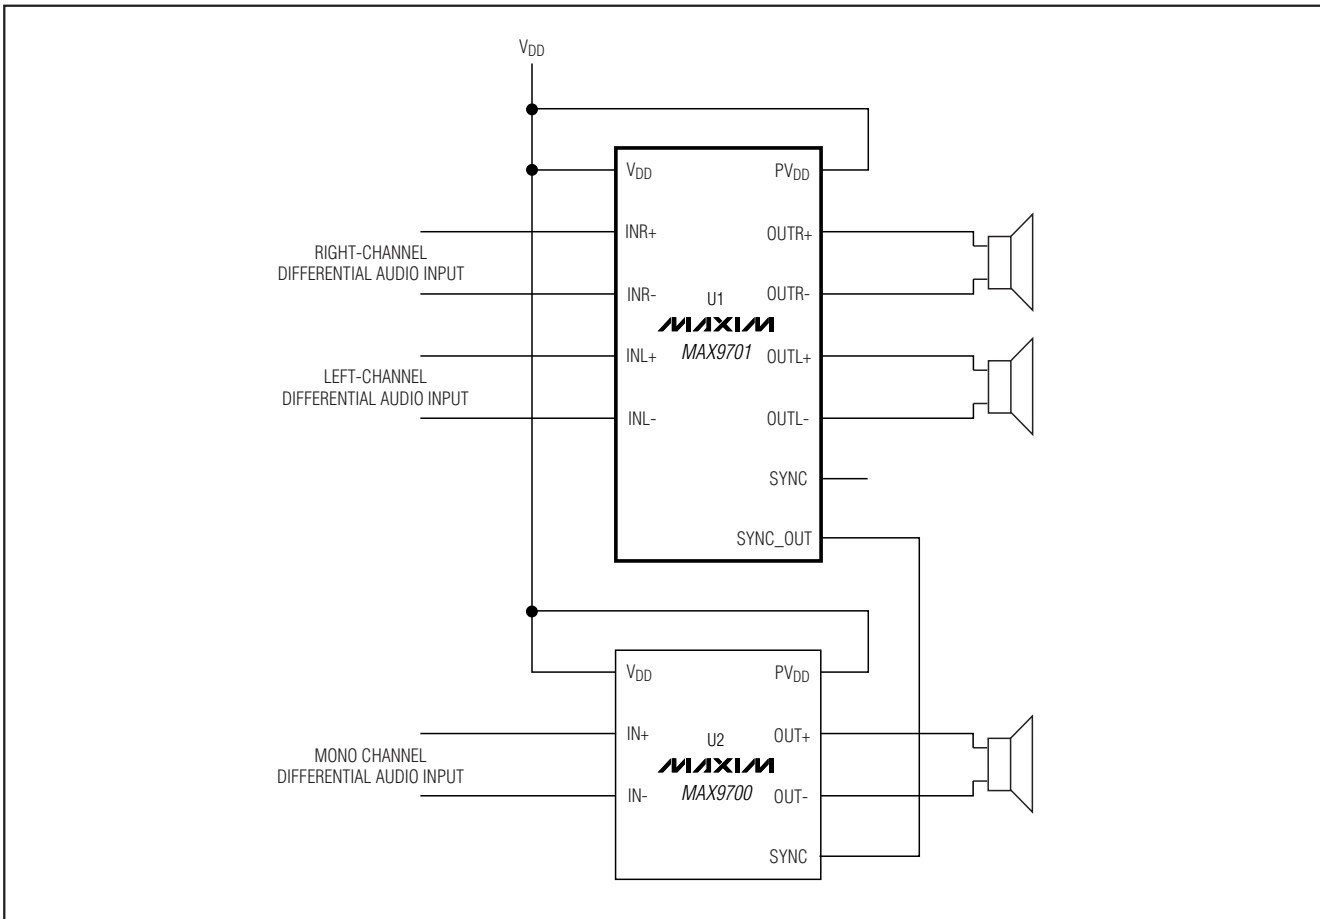 VDD
VDD
PVDD
INR+
OUTR+
RIGHT-CHANNEL
DIFFERENTIAL AUDIO INPUT
INR-
OUTR-
U1
MAXIM
MAX9701
INL+
OUTL+
LEFT-CHANNEL
DIFFERENTIAL AUDIO INPUT
INL-
OUTL-
SYNC
SYNC_OUT
VDD
PVDD
IN+
OUT+
MONO CHANNEL
DIFFERENTIAL AUDIO INPUT
U2
MAXIM
MAX9700
IN-
OUT-
SYNC